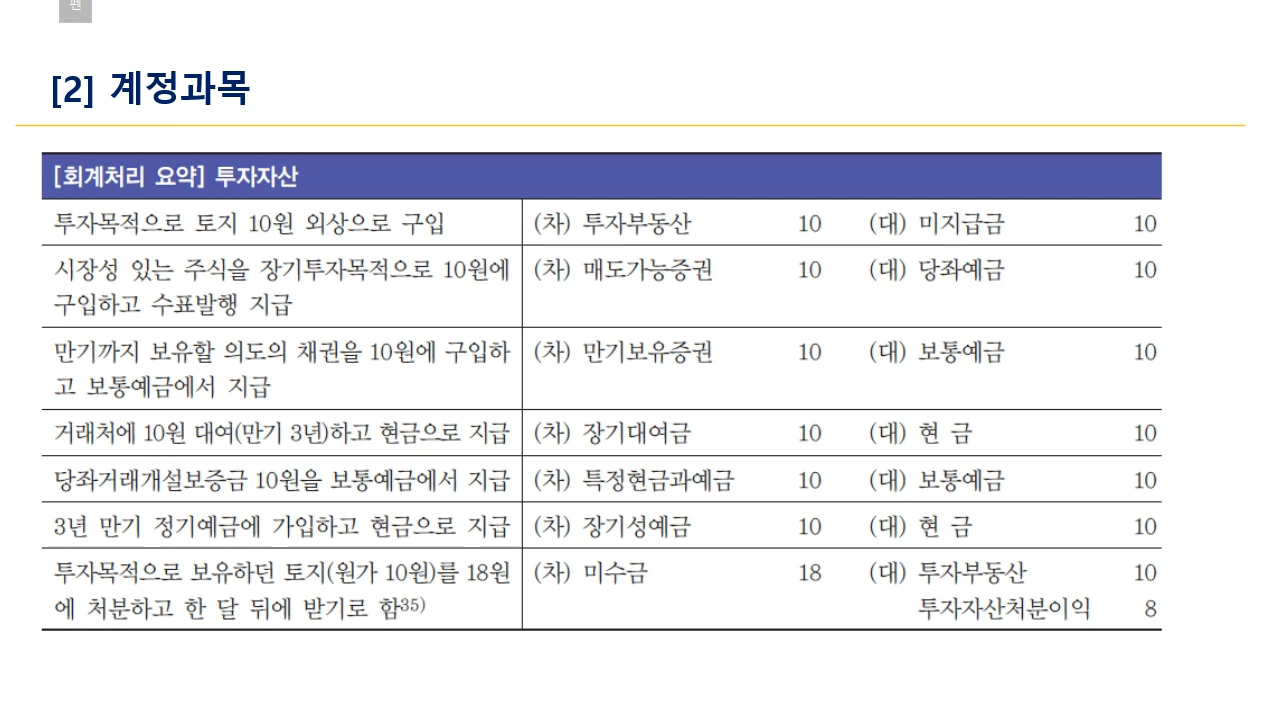 펜
[2] 계정과목
[회계처리 요약] 투자자산
투자목적으로 토지 10원 외상으로 구입 (차) 투자부동산 10 (대) 미지급금 10
시장성 있는 주식을 장기투자목적으로 10원에 (차) 매도가능증권 10 (대) 당좌예금 10
구입하고 수표발행 지급
만기까지 보유할 의도의 채권을 10원에 구입하 (차) 만기보유증권 10 (대) 보통예금 10
고 보통예금에서 지급
거래처에 10원 대여(만기 3년)하고 현금으로 지급 (차) 장기대여금 10 (대) 현 금 10
당좌거래개설보증금 10원을 보통예금에서 지급 (차) 특정현금과예금 10 (대) 보통예금 10
3년 만기 정기예금에 가입하고 현금으로 지급 (차) 장기성예금 10 (대) 현 금 10
투자목적으로 보유하던 토지(원가 10원)를 18원 (차) 미수금 18 (대) 투자부동산 10
에 처분하고 한 달 뒤에 받기로 함35) 투자자산처분이익 8